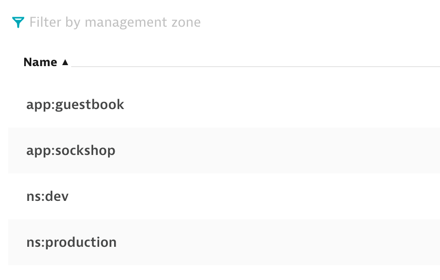 Filter by management zone
Name ▲
app:guestbook
app:sockshop
ns:dev
ns:production